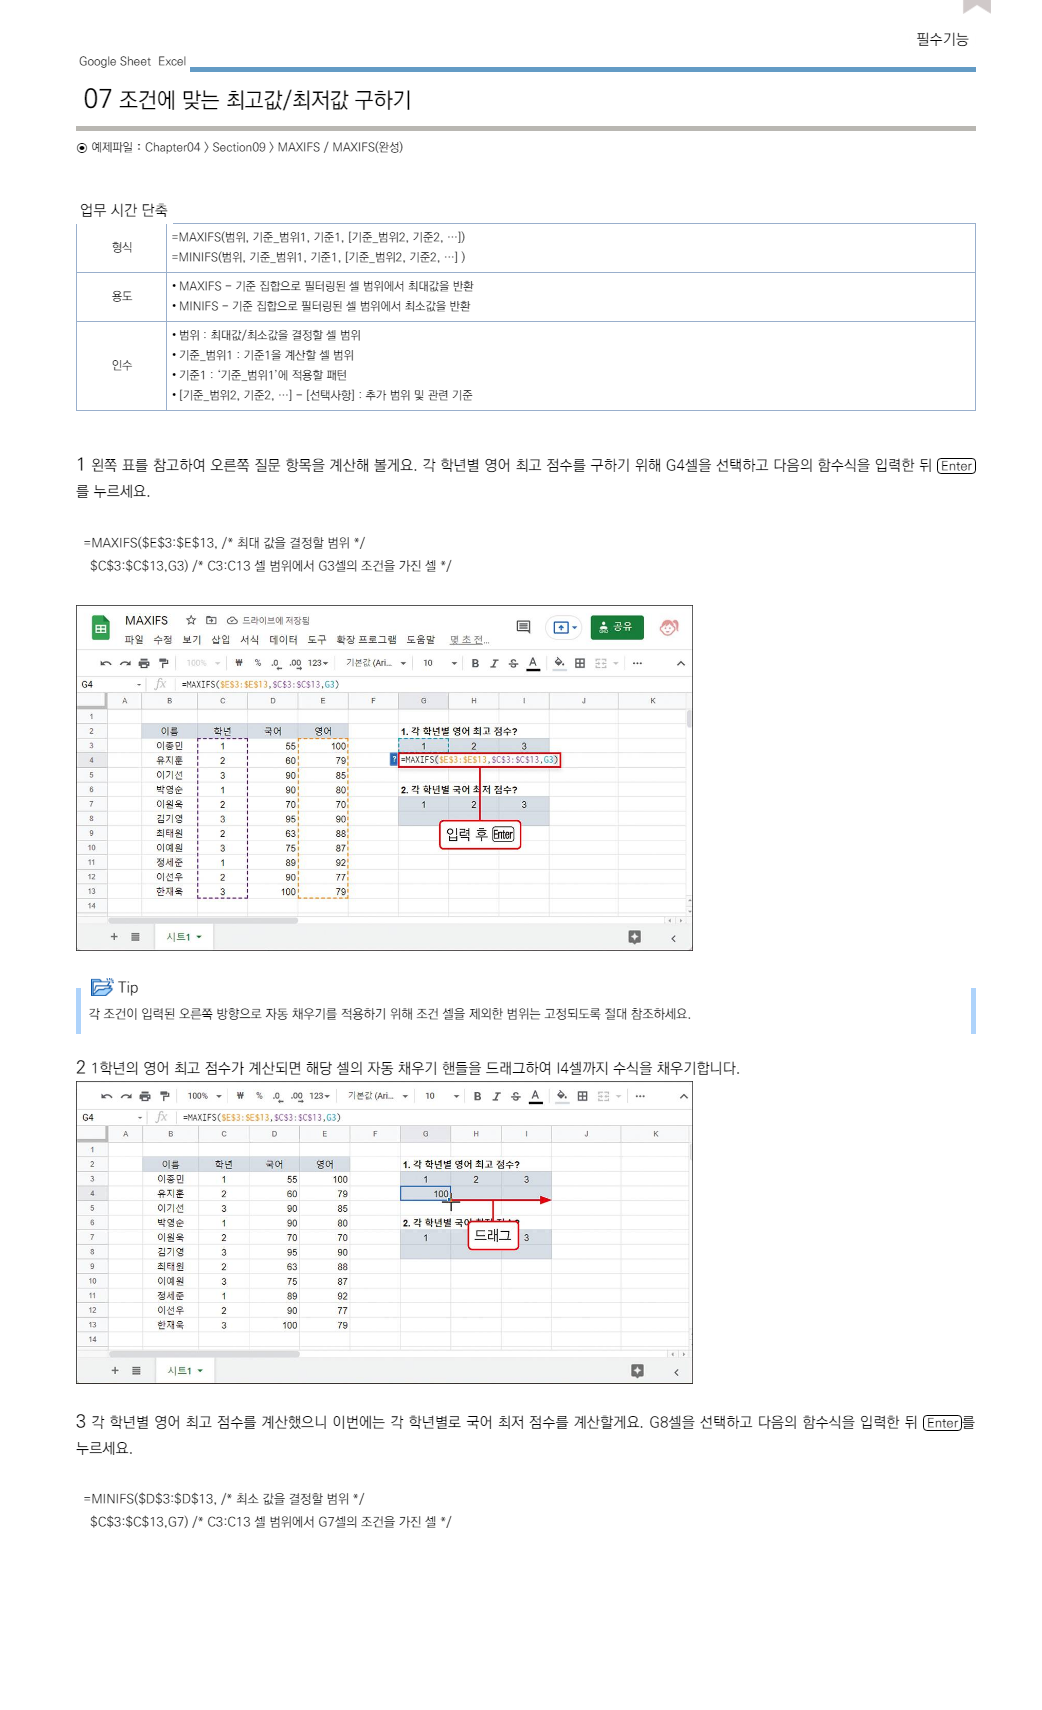 필수기능
Google Sheet Excel
07 조건에 맞는 최고값/최저값 구하기
예제파일 : Chapter04 > Section09 > MAXIFS / MAXIFS(완성)
업무 시간 단축
형식
=MAXIFS(범위, 기준_범위1, 기준1, [기준_범위2, 기준2, …])
=MINIFS(범위, 기준_범위1, 기준1, [기준_범위2, 기준2, …] )
용도
• MAXIFS – 기준 집합으로 필터링된 셀 범위에서 최대값을 반환
• MINIFS – 기준 집합으로 필터링된 셀 범위에서 최소값을 반환
인수
• 범위 : 최대값/최소값을 결정할 셀 범위
• 기준_범위1 : 기준1을 계산할 셀 범위
• 기준1 : ‘기준_범위1’에 적용할 패턴
• [기준_범위2, 기준2, …] – [선택사항] : 추가 범위 및 관련 기준
1 왼쪽 표를 참고하여 오른쪽 질문 항목을 계산해 볼게요. 각 학년별 영어 최고 점수를 구하기 위해 G4셀을 선택하고 다음의 함수식을 입력한 뒤 Enter
를 누르세요.
=MAXIFS($E$3:$E$13, /* 최대 값을 결정할 범위 */
$C$3:$C$13,G3) /* C3:C13 셀 범위에서 G3셀의 조건을 가진 셀 */
MAXIFS 드라이브에 저장됨
파일 수정 보기 삽입 서식 데이터 도구 확장 프로그램 도움말 몇 초 전... 공유
100% ₩ % .0 .00 123 기본값 (Ari... 10 B I S A ...
G4 fx =MAXIFS($E$3:$E$13,$C$3:$C$13,G3)
A B C D E F G H I J K
1
2 이름 학년 국어 영어 1. 각 학년별 영어 최고 점수?
3 이종민 1 55 100 1 2 3
4 유지훈 2 60 79 ? =MAXIFS($E$3:$E$13,$C$3:$C$13,G3)
5 이기선 3 90 85
6 박영순 1 90 80 2. 각 학년별 국어 최저 점수?
7 이원욱 2 70 70 1 2 3
8 김기영 3 95 90
9 최태원 2 63 88 입력 후 Enter
10 이예원 3 75 87
11 정세준 1 89 92
12 이선우 2 90 77
13 한재욱 3 100 79
14
+ 시트1
Tip
각 조건이 입력된 오른쪽 방향으로 자동 채우기를 적용하기 위해 조건 셀을 제외한 범위는 고정되도록 절대 참조하세요.
2 1학년의 영어 최고 점수가 계산되면 해당 셀의 자동 채우기 핸들을 드래그하여 I4셀까지 수식을 채우기합니다.
100% ₩ % .0 .00 123 기본값 (Ari... 10 B I S A ...
G4 fx =MAXIFS($E$3:$E$13,$C$3:$C$13,G3)
A B C D E F G H I J K
1
2 이름 학년 국어 영어 1. 각 학년별 영어 최고 점수?
3 이종민 1 55 100 1 2 3
4 유지훈 2 60 79 100
5 이기선 3 90 85
6 박영순 1 90 80 2. 각 학년별 국어
7 이원욱 2 70 70 1 드래그 3
8 김기영 3 95 90
9 최태원 2 63 88
10 이예원 3 75 87
11 정세준 1 89 92
12 이선우 2 90 77
13 한재욱 3 100 79
14
+ 시트1
3 각 학년별 영어 최고 점수를 계산했으니 이번에는 각 학년별로 국어 최저 점수를 계산할게요. G8셀을 선택하고 다음의 함수식을 입력한 뒤 Enter를
누르세요.
=MINIFS($D$3:$D$13, /* 최소 값을 결정할 범위 */
$C$3:$C$13,G7) /* C3:C13 셀 범위에서 G7셀의 조건을 가진 셀 */